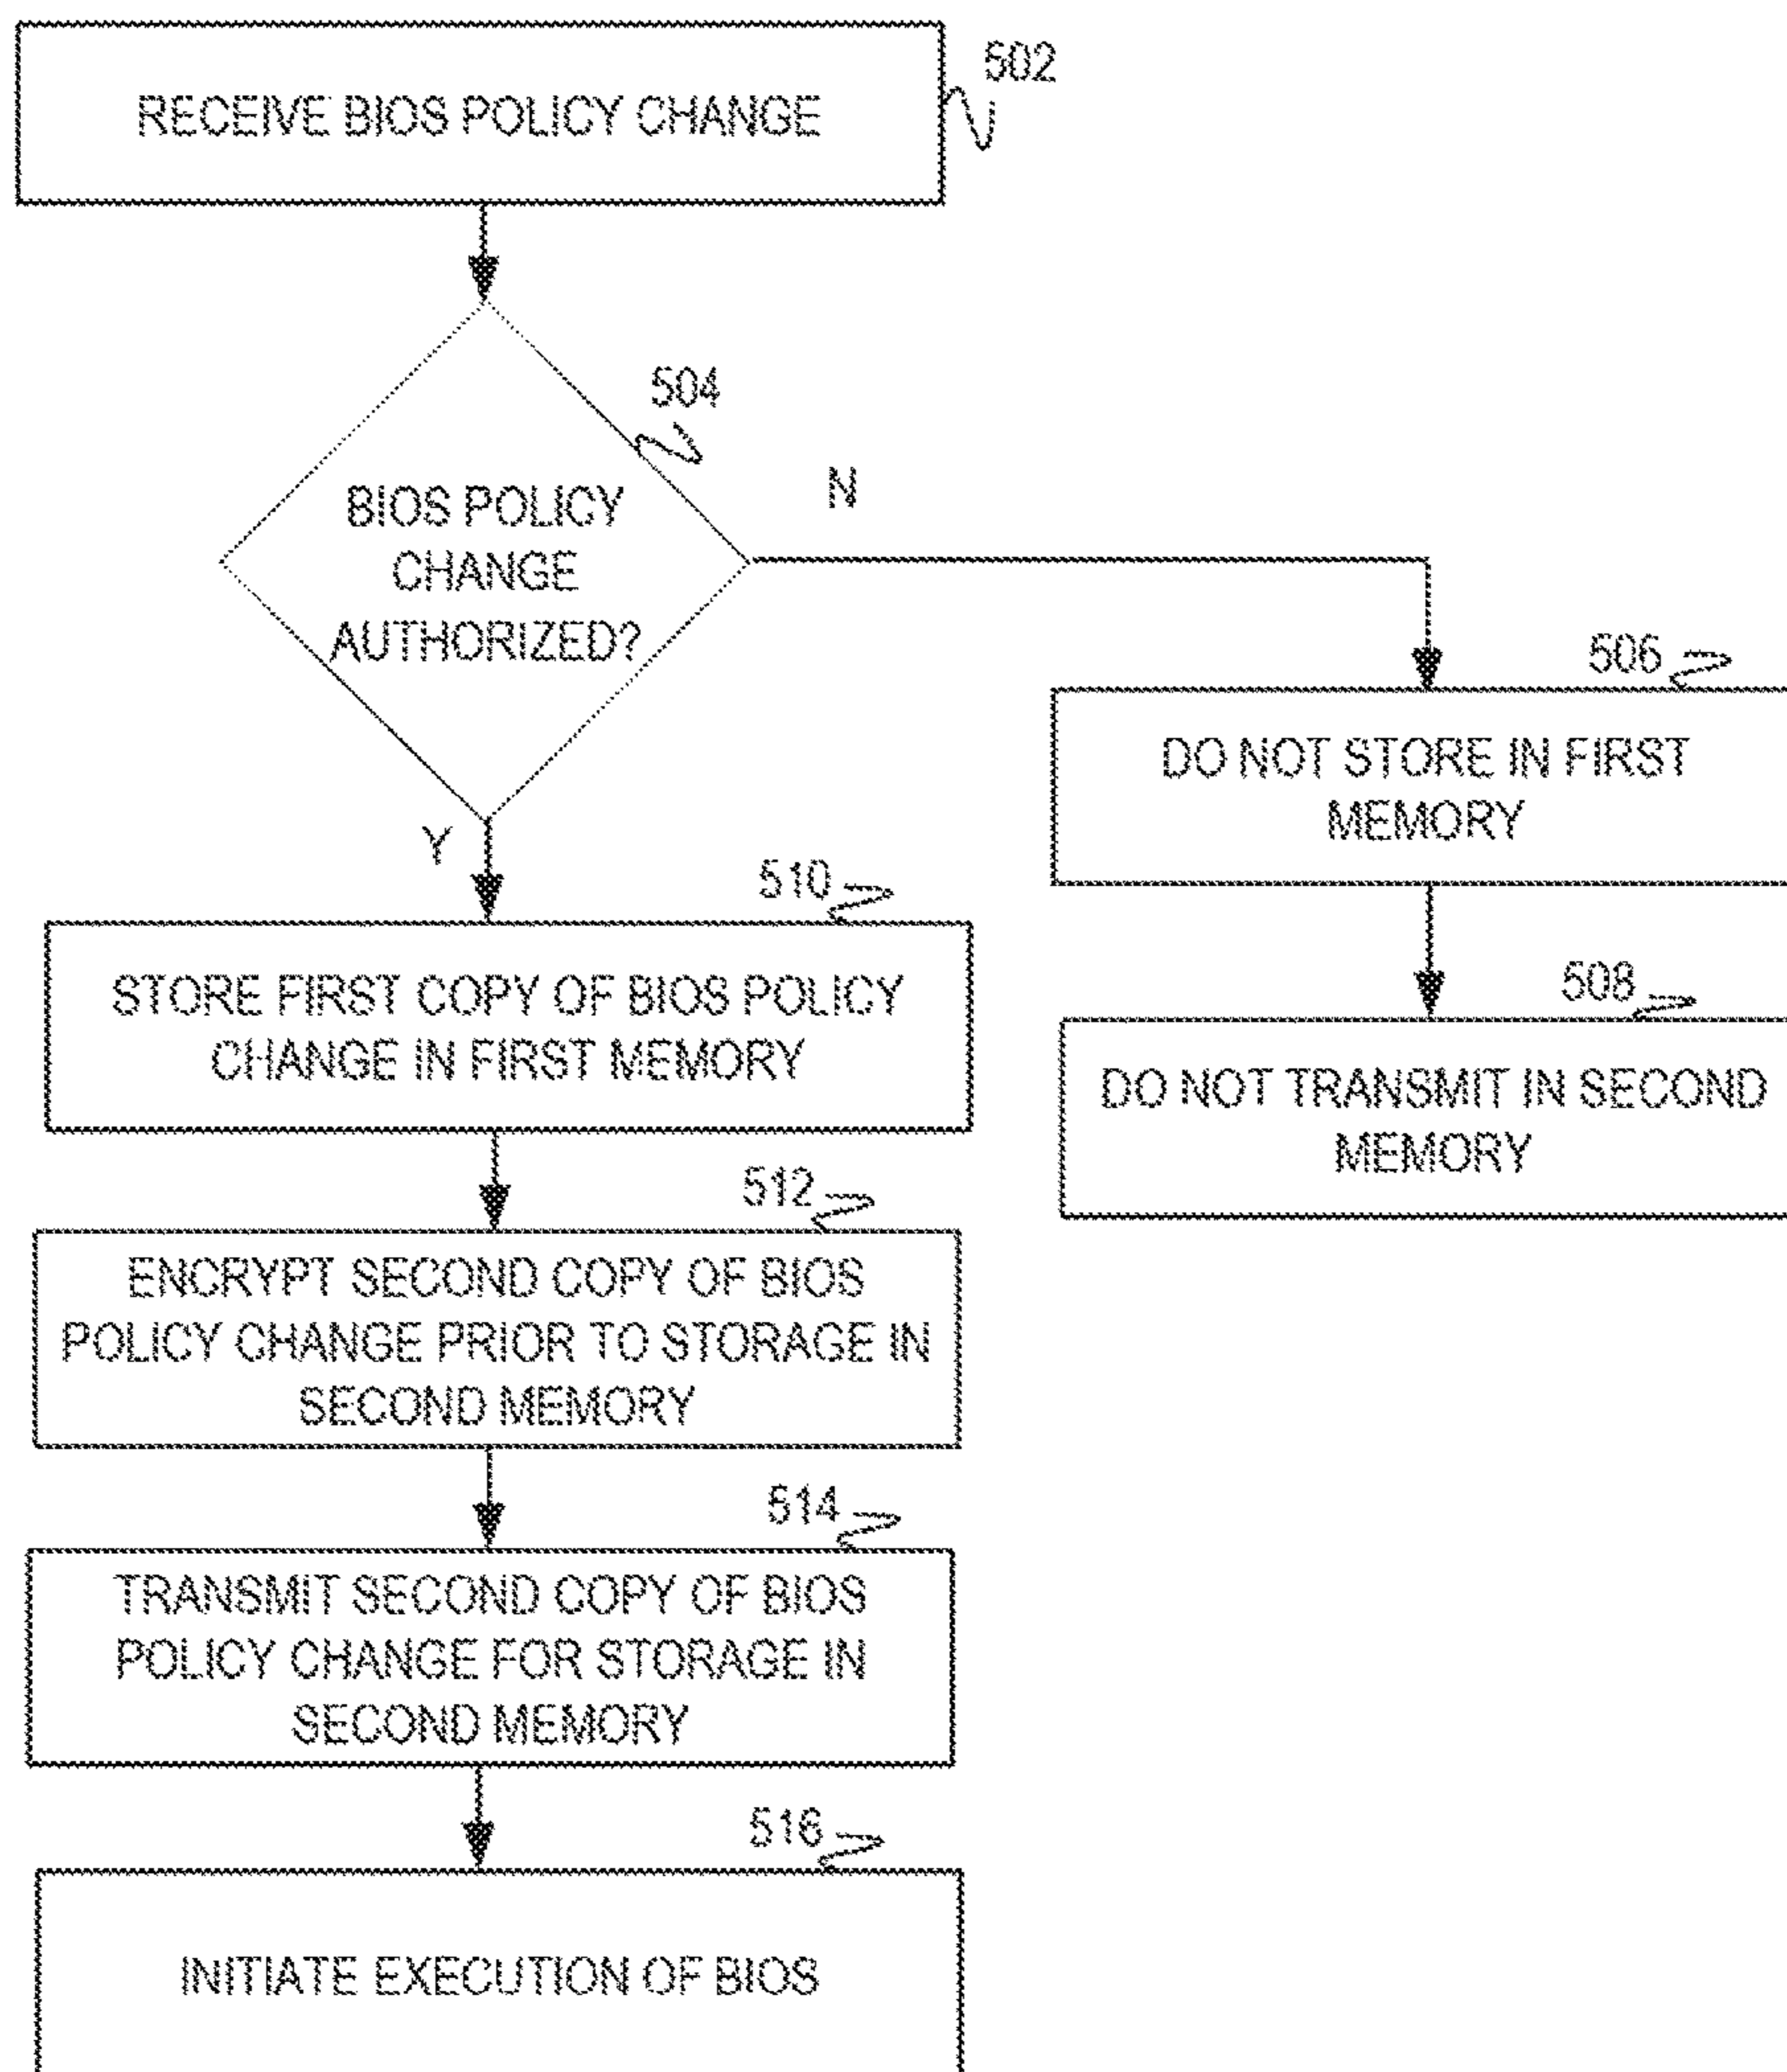 502
RECEIVE BIOS POLICY CHANGE
504
BIOS POLICY
CHANGE
AUTHORIZED?
N
Y
506
DO NOT STORE IN FIRST
MEMORY
508
DO NOT TRANSMIT IN SECOND
MEMORY
510
STORE FIRST COPY OF BIOS POLICY
CHANGE IN FIRST MEMORY
512
ENCRYPT SECOND COPY OF BIOS
POLICY CHANGE PRIOR TO STORAGE IN
SECOND MEMORY
514
TRANSMIT SECOND COPY OF BIOS
POLICY CHANGE FOR STORAGE IN
SECOND MEMORY
516
INITIATE EXECUTION OF BIOS